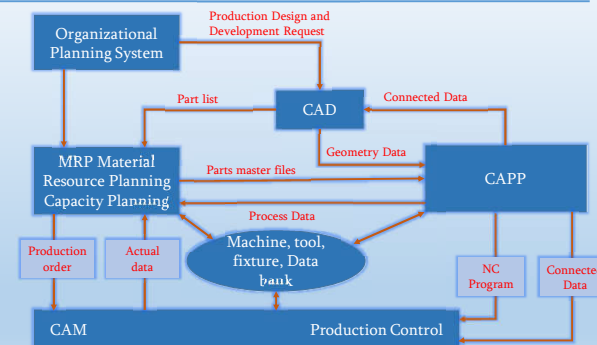 Production Design and
Development Request
Organizational
Planning System
Part list
CAD
Connected Data
Geometry Data
MRP Material
Resource Planning
Capacity Planning
Parts master files
CAPP
Process Data
Machine, tool,
fixture, Data
bank
Production
order
Actual
data
NC
Program
Connected
Data
CAM
Production Control